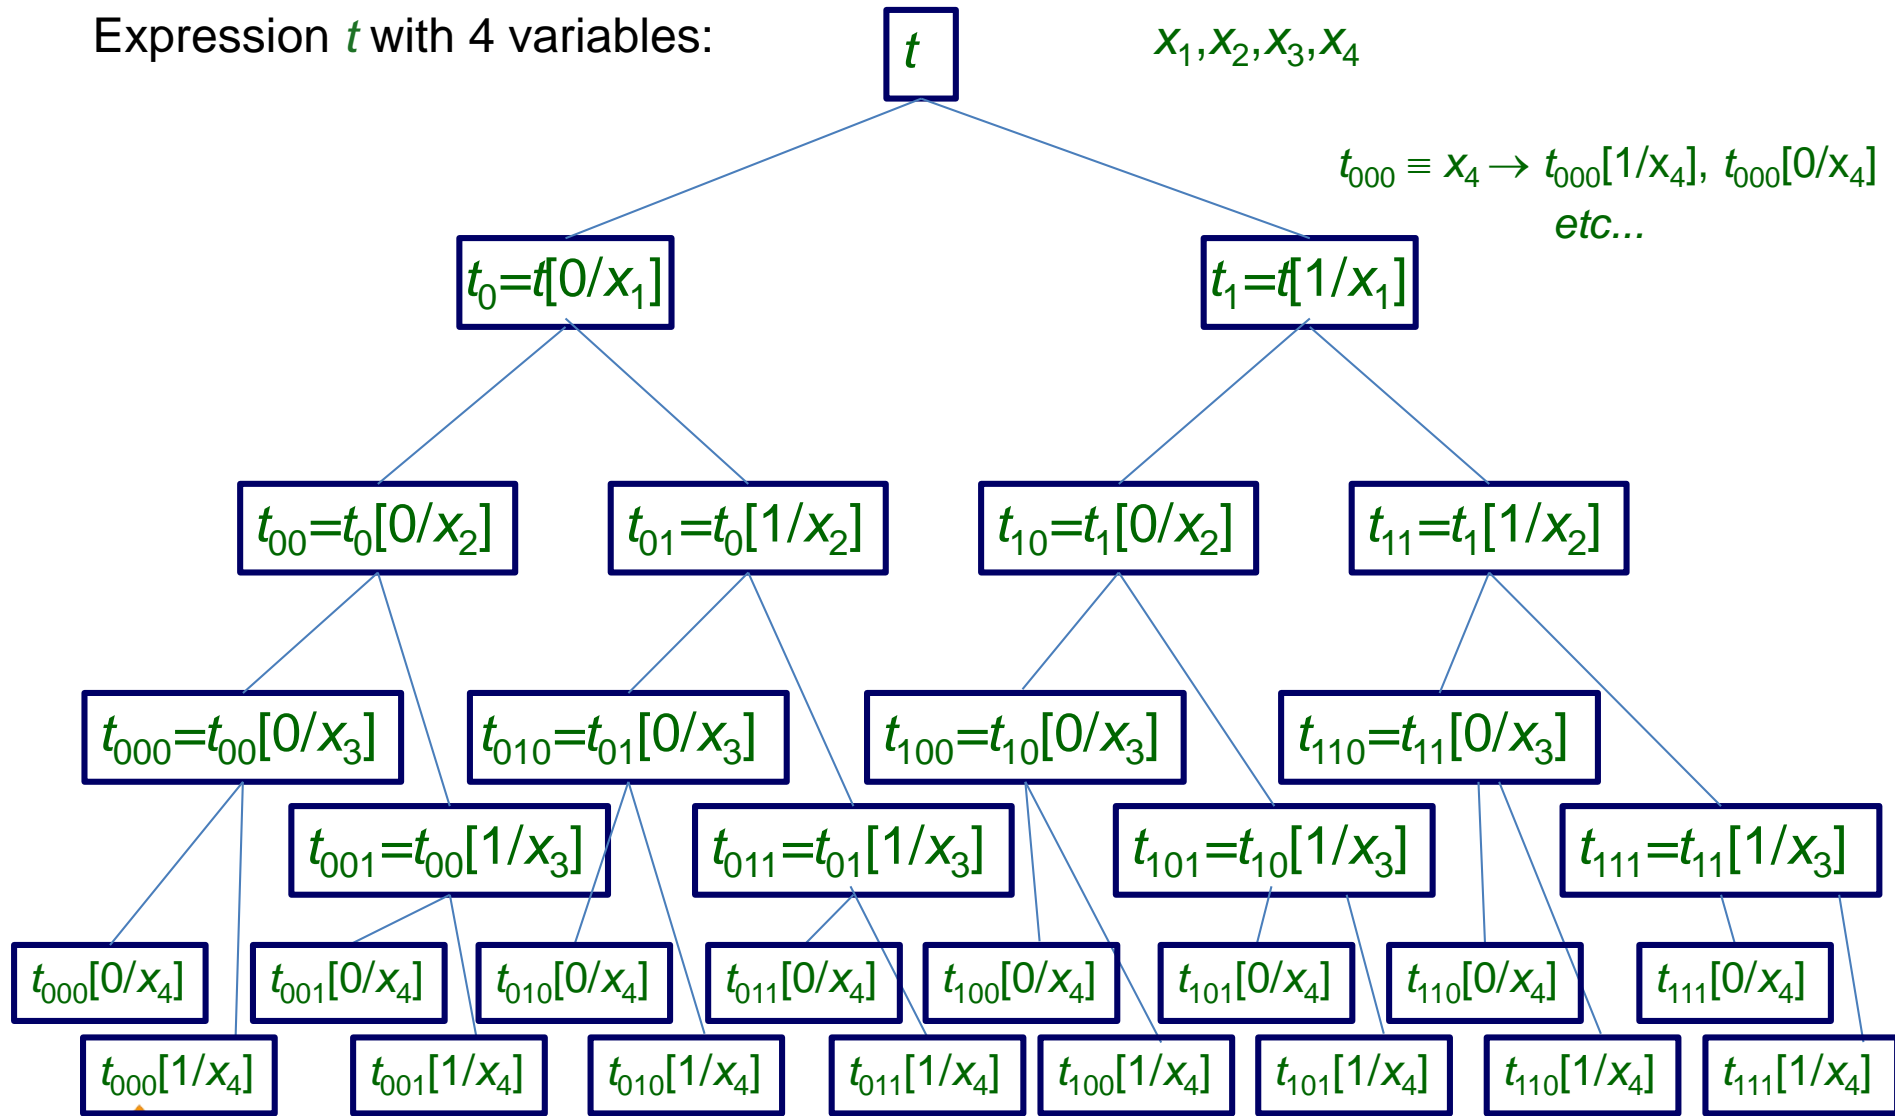 Expression t with 4 variables:
t
x₁,x₂,x₃,x₄
t₀₀₀ ≡ x₄ → t₀₀₀[1/x₄], t₀₀₀[0/x₄]
etc...
t₀=t[0/x₁]
t₁=t[1/x₁]
t₀₀=t₀[0/x₂]
t₀₁=t₀[1/x₂]
t₁₀=t₁[0/x₂]
t₁₁=t₁[1/x₂]
t₀₀₀=t₀₀[0/x₃]
t₀₁₀=t₀₁[0/x₃]
t₁₀₀=t₁₀[0/x₃]
t₁₁₀=t₁₁[0/x₃]
t₀₀₁=t₀₀[1/x₃]
t₀₁₁=t₀₁[1/x₃]
t₁₀₁=t₁₀[1/x₃]
t₁₁₁=t₁₁[1/x₃]
t₀₀₀[0/x₄]
t₀₀₁[0/x₄]
t₀₁₀[0/x₄]
t₀₁₁[0/x₄]
t₁₀₀[0/x₄]
t₁₀₁[0/x₄]
t₁₁₀[0/x₄]
t₁₁₁[0/x₄]
t₀₀₀[1/x₄]
t₀₀₁[1/x₄]
t₀₁₀[1/x₄]
t₀₁₁[1/x₄]
t₁₀₀[1/x₄]
t₁₀₁[1/x₄]
t₁₁₀[1/x₄]
t₁₁₁[1/x₄]